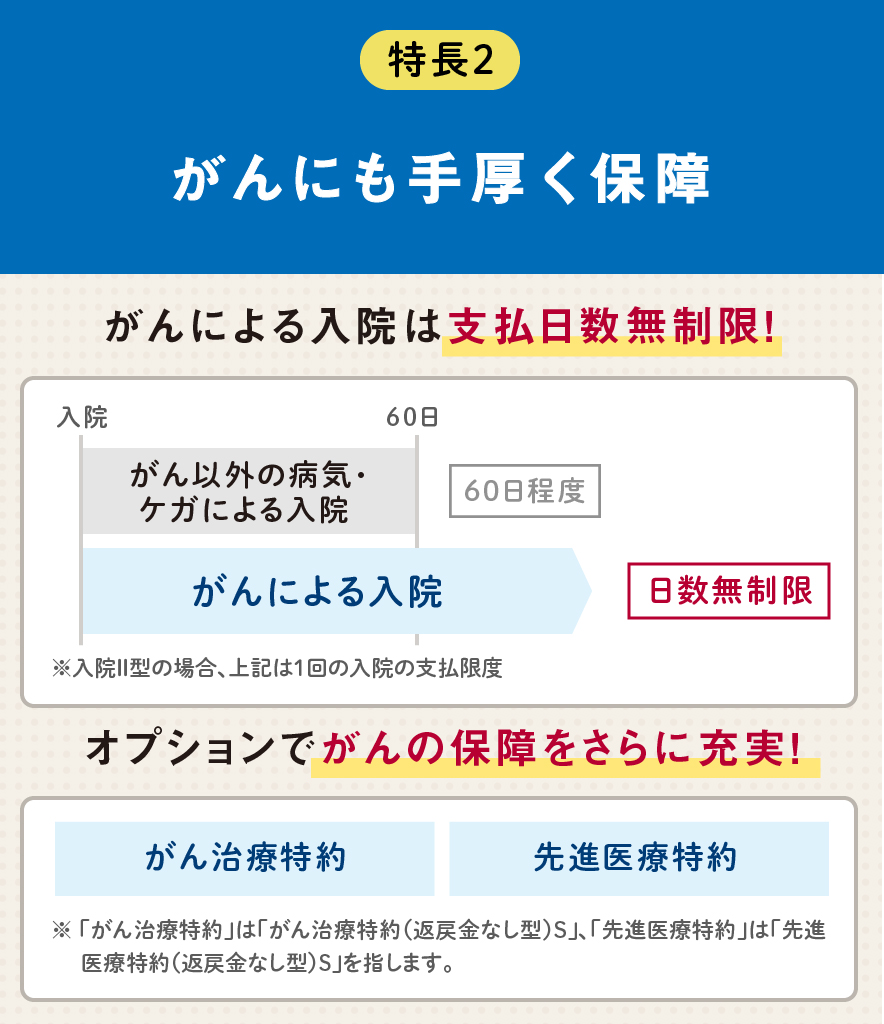 特長2
がんにも手厚く保障
がんによる入院は支払日数無制限!
入院
60日
がん以外の病気・
ケガによる入院
60日程度
がんによる入院
日数無制限
※入院Ⅱ型の場合、上記は1回の入院の支払限度
オプションでがんの保障をさらに充実!
がん治療特約
先進医療特約
※「がん治療特約」は「がん治療特約(返戻金なし型)S」、「先進医療特約」は「先進
医療特約(返戻金なし型)S」を指します。